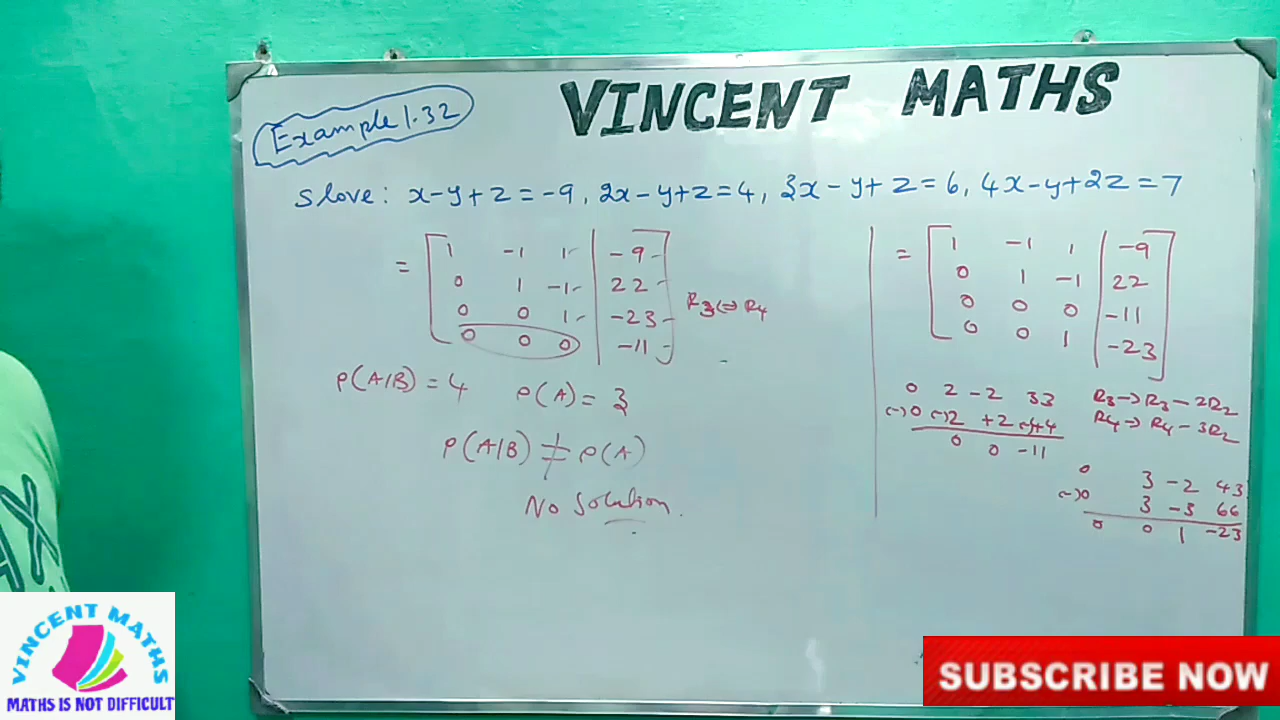 VINCENT MATHS
Example 1.32
Slove: x-y+z=-9, 2x-y+z=4, 3x-y+z=6, 4x-y+2z=7
= 1 -1 1 | -9
0 1 -1 | 22
0 0 1 | -23
0 0 0 | -11
R3↔R4
ρ(A/B) = 4 ρ(A) = 3
ρ(A/B) ≠ ρ(A)
No Solution.
= 1 -1 1 | -9
0 1 -1 | 22
0 0 0 | -11
0 0 1 | -23
0 2 -2 33
(-)0 (-)2 +2 (-)44
0 0 -11
R3→R3-2R2
R4→R4-3R2
0 3 -2 43
(-)0 3 -3 66
0 0 1 -23
VINCENT MATHS
MATHS IS NOT DIFFICULT
SUBSCRIBE NOW